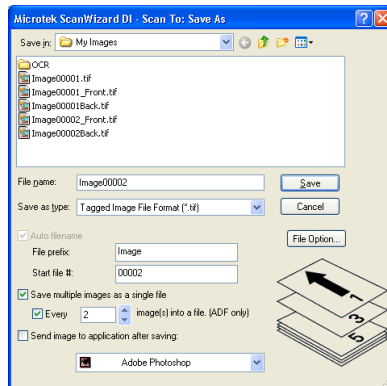 Microtek ScanWizard DI - Scan To: Save As
Save in: My Images
OCR
Image00001.tif
Image00001_Front.tif
Image00001Back.tif
Image00002_Front.tif
Image00002Back.tif
File name: Image00002 Save
Save as type: Tagged Image File Format (*.tif) Cancel
Auto filename File Option...
File prefix: Image
Start file #: 00002
Save multiple images as a single file
Every 2 image(s) into a file. (ADF only)
Send image to application after saving:
Adobe Photoshop
1
3
5